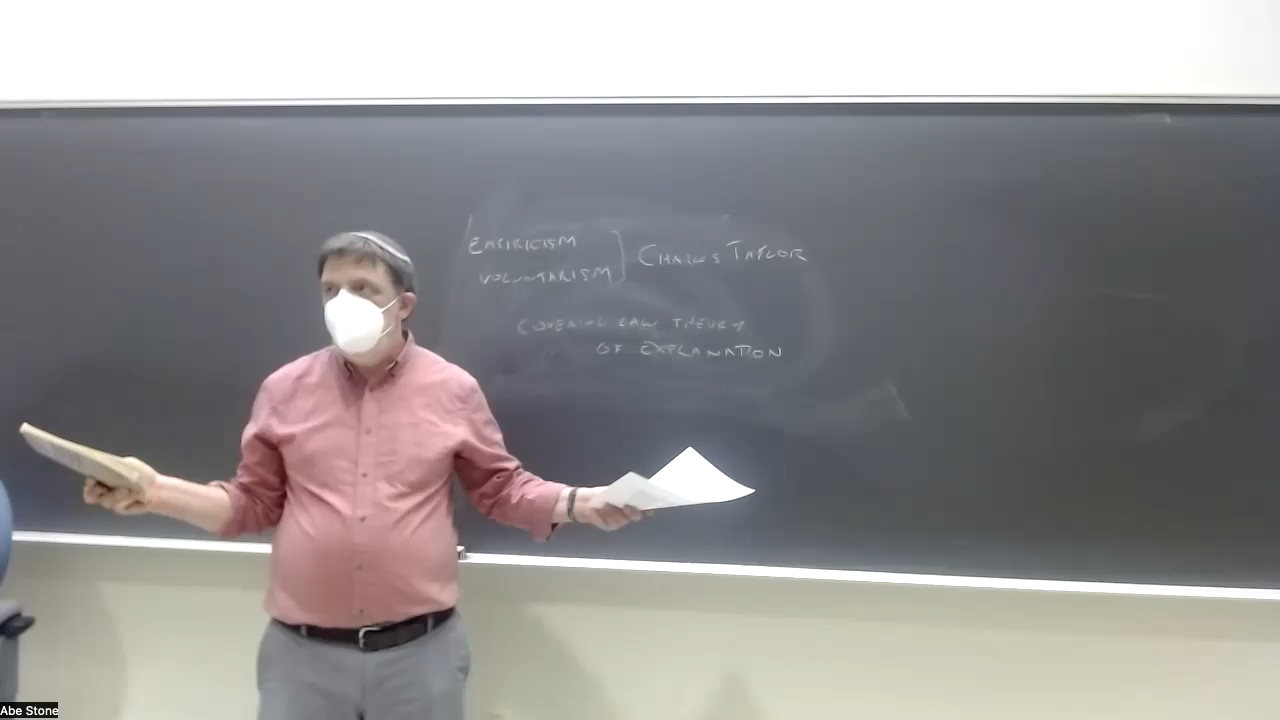 EMPIRICISM
VOLUNTARISM
CHARLES TAYLOR
COVERING LAW THEORY
OF EXPLANATION
Abe Stone